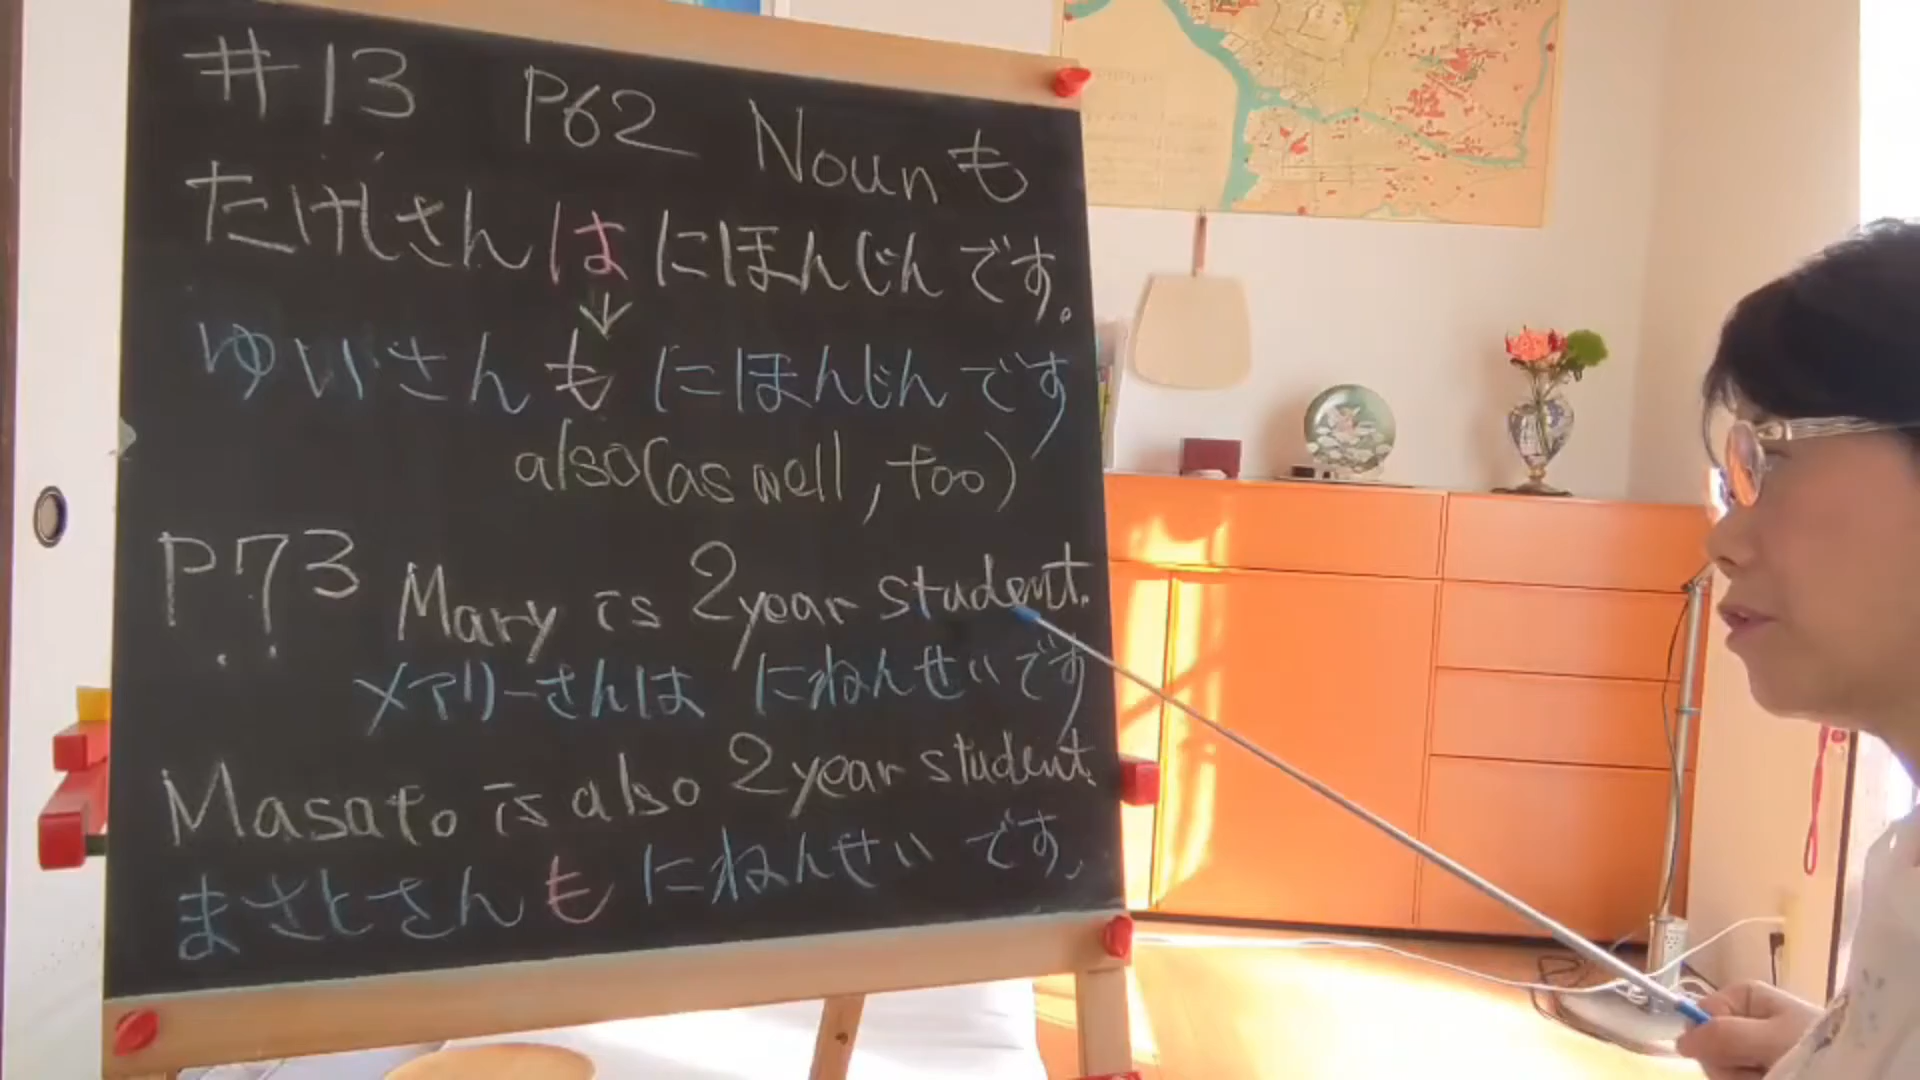 #13 P62 Noun も
たけしさんはにほんじんです。
↓
ゆいさんもにほんじんです
also(as well, too)
P.73 Mary is 2year student.
メアリーさんは にねんせいです
Masato is also 2year student.
まさとさんもにねんせいです。